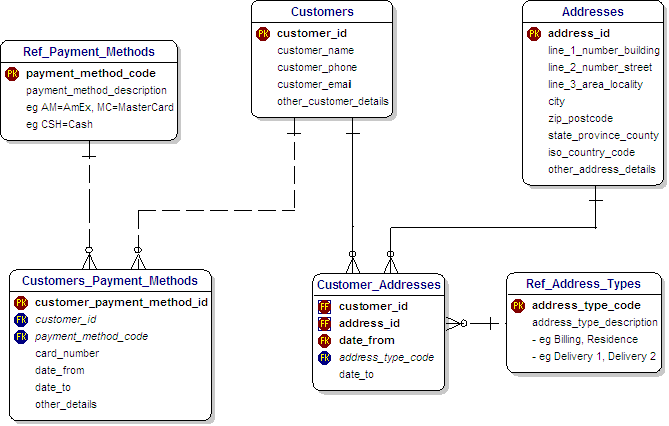 Customers
PK customer_id
customer_name
customer_phone
customer_email
other_customer_details
Addresses
PK address_id
line_1_number_building
line_2_number_street
line_3_area_locality
city
zip_postcode
state_province_county
iso_country_code
other_address_details
Ref_Payment_Methods
PK payment_method_code
payment_method_description
eg AM=AmEx, MC=MasterCard
eg CSH=Cash
Customers_Payment_Methods
PK customer_payment_method_id
FK customer_id
FK payment_method_code
card_number
date_from
date_to
other_details
Customer_Addresses
FF customer_id
FF address_id
PK date_from
FK address_type_code
date_to
Ref_Address_Types
PK address_type_code
address_type_description
- eg Billing, Residence
- eg Delivery 1, Delivery 2